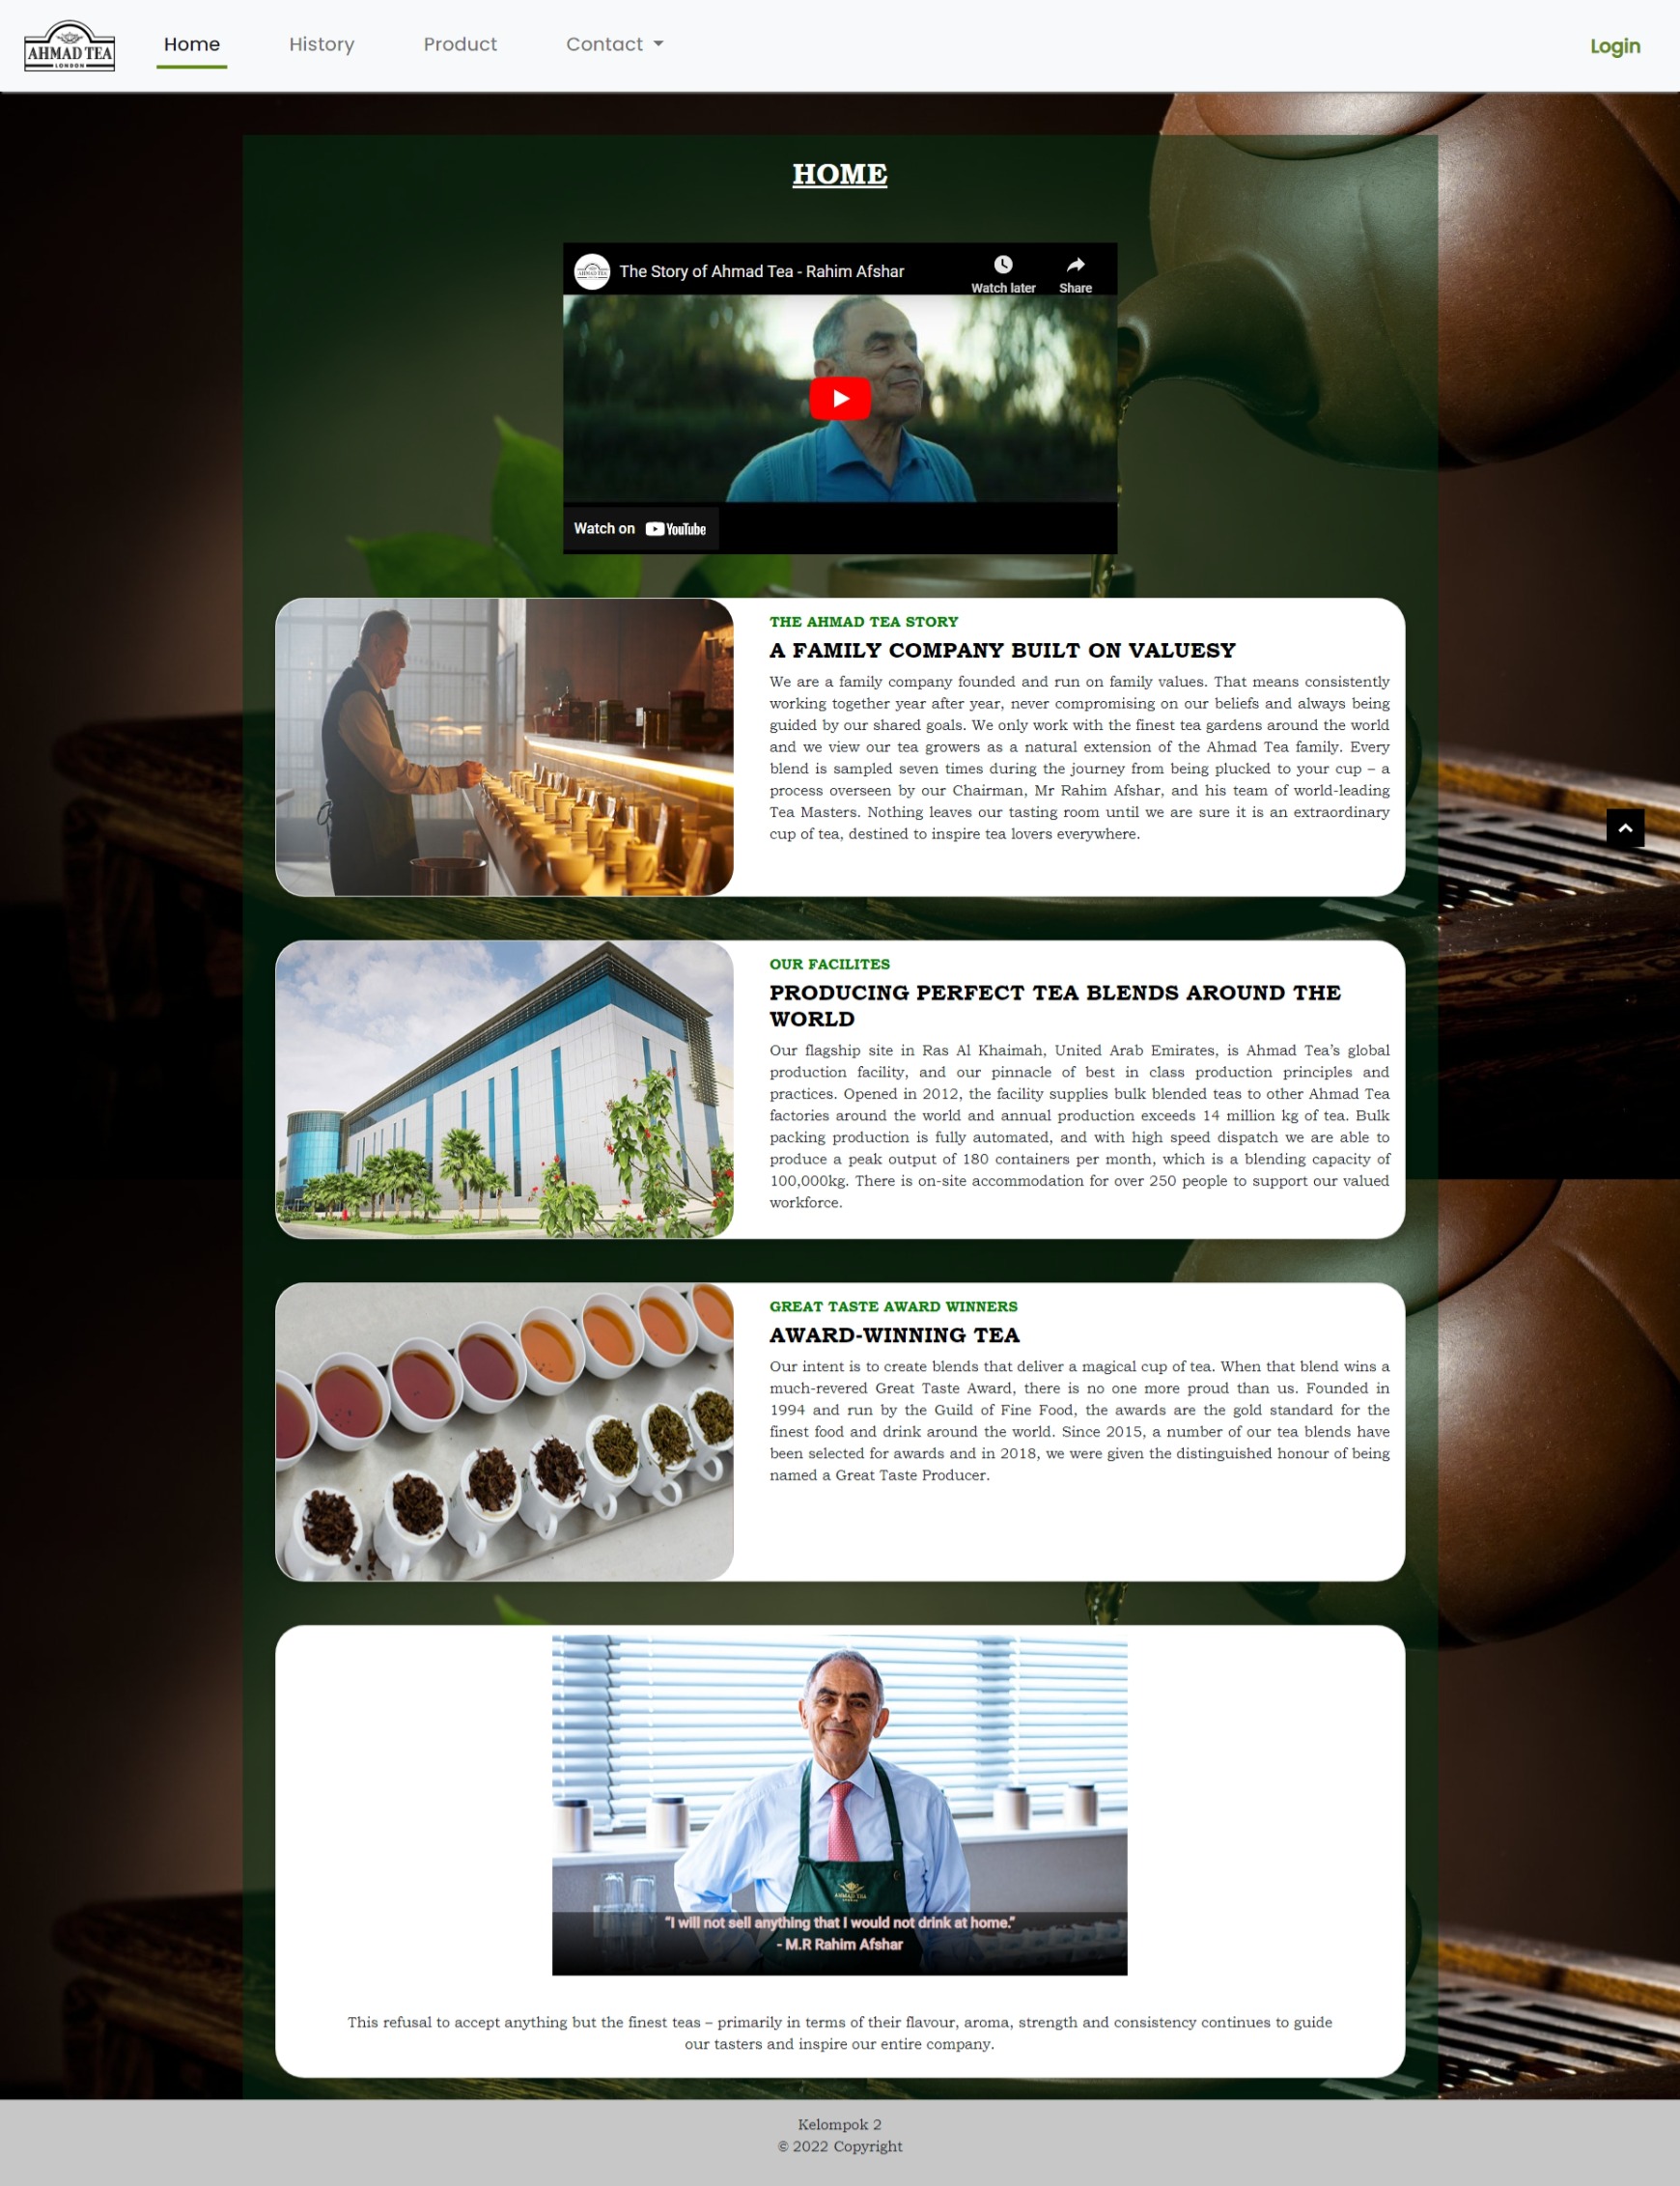 AHMAD TEA
LONDON
Home
History
Product
Contact
Login
HOME
The Story of Ahmad Tea - Rahim Afshar
Watch later
Share
Watch on YouTube
THE AHMAD TEA STORY
A FAMILY COMPANY BUILT ON VALUESY
We are a family company founded and run on family values. That means consistently
working together year after year, never compromising on our beliefs and always being
guided by our shared goals. We only work with the finest tea gardens around the world
and we view our tea growers as a natural extension of the Ahmad Tea family. Every
blend is sampled seven times during the journey from being plucked to your cup – a
process overseen by our Chairman, Mr Rahim Afshar, and his team of world-leading
Tea Masters. Nothing leaves our tasting room until we are sure it is an extraordinary
cup of tea, destined to inspire tea lovers everywhere.
OUR FACILITES
PRODUCING PERFECT TEA BLENDS AROUND THE
WORLD
Our flagship site in Ras Al Khaimah, United Arab Emirates, is Ahmad Tea’s global
production facility, and our pinnacle of best in class production principles and
practices. Opened in 2012, the facility supplies bulk blended teas to other Ahmad Tea
factories around the world and annual production exceeds 14 million kg of tea. Bulk
packing production is fully automated, and with high speed dispatch we are able to
produce a peak output of 180 containers per month, which is a blending capacity of
100,000kg. There is on-site accommodation for over 250 people to support our valued
workforce.
GREAT TASTE AWARD WINNERS
AWARD-WINNING TEA
Our intent is to create blends that deliver a magical cup of tea. When that blend wins a
much-revered Great Taste Award, there is no one more proud than us. Founded in
1994 and run by the Guild of Fine Food, the awards are the gold standard for the
finest food and drink around the world. Since 2015, a number of our tea blends have
been selected for awards and in 2018, we were given the distinguished honour of being
named a Great Taste Producer.
AHMAD TEA
LONDON
“I will not sell anything that I would not drink at home.”
- M.R Rahim Afshar
This refusal to accept anything but the finest teas – primarily in terms of their flavour, aroma, strength and consistency continues to guide
our tasters and inspire our entire company.
Kelompok 2
© 2022 Copyright